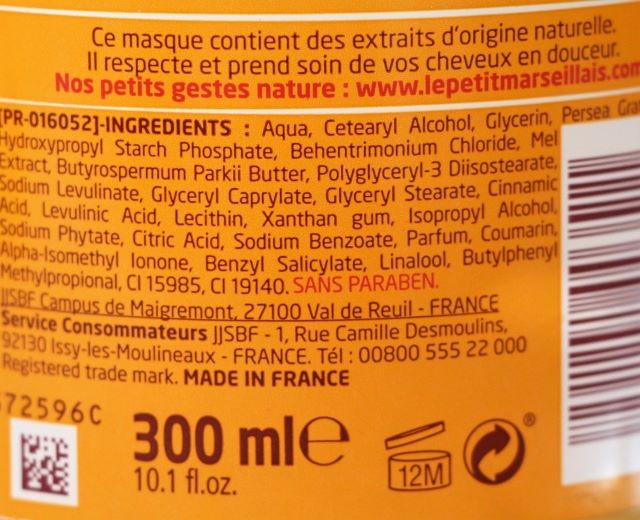 Ce masque contient des extraits d'origine naturelle.
Il respecte et prend soin de vos cheveux en douceur.
Nos petits gestes nature : www.lepetitmarseillais.com
[PR-016052]-INGREDIENTS : Aqua, Cetearyl Alcohol, Glycerin, Persea
Hydroxypropyl Starch Phosphate, Behentrimonium Chloride, Mel
Extract, Butyrospermum Parkii Butter, Polyglyceryl-3 Diisostearate,
Sodium Levulinate, Glyceryl Caprylate, Glyceryl Stearate, Cinnamic
Acid, Levulinic Acid, Lecithin, Xanthan gum, Isopropyl Alcohol,
Sodium Phytate, Citric Acid, Sodium Benzoate, Parfum, Coumarin,
Alpha-Isomethyl Ionone, Benzyl Salicylate, Linalool, Butylphenyl
Methylpropional, CI 15985, CI 19140. SANS PARABEN.
JJSBF Campus de Maigremont, 27100 Val de Reuil - FRANCE
Service Consommateurs JJSBF - 1, Rue Camille Desmoulins,
92130 Issy-les-Moulineaux - FRANCE. Tél : 00800 555 22 000
Registered trade mark. MADE IN FRANCE
72596C
300 ml℮
10.1 fl.oz.
12M
®